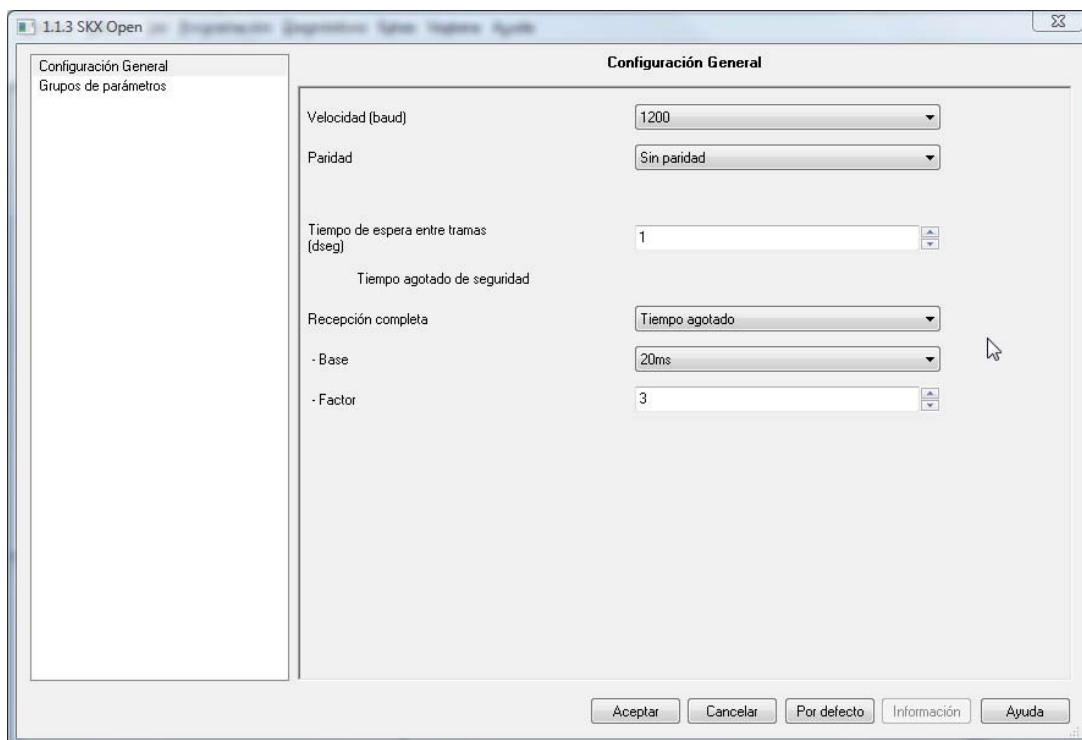 1.1.3 SKX Open
Configuración General
Grupos de parámetros
Configuración General
Velocidad (baud)
1200
Paridad
Sin paridad
Tiempo de espera entre tramas
(dseg)
1
Tiempo agotado de seguridad
Recepción completa
Tiempo agotado
- Base
20ms
- Factor
3
Aceptar
Cancelar
Por defecto
Información
Ayuda